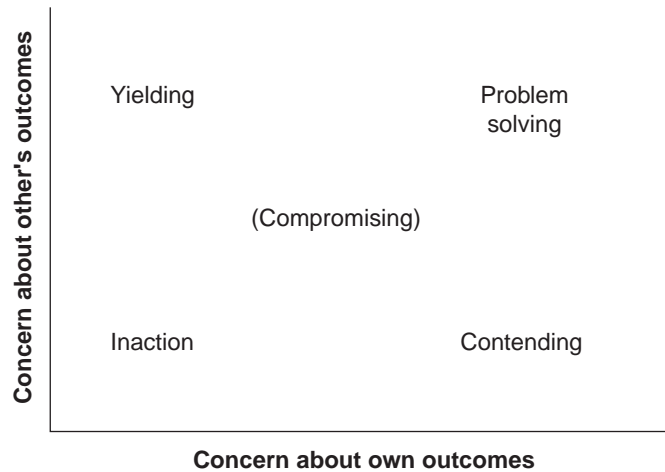 Concern about other's outcomes
Yielding
Problem
solving
(Compromising)
Inaction
Contending
Concern about own outcomes